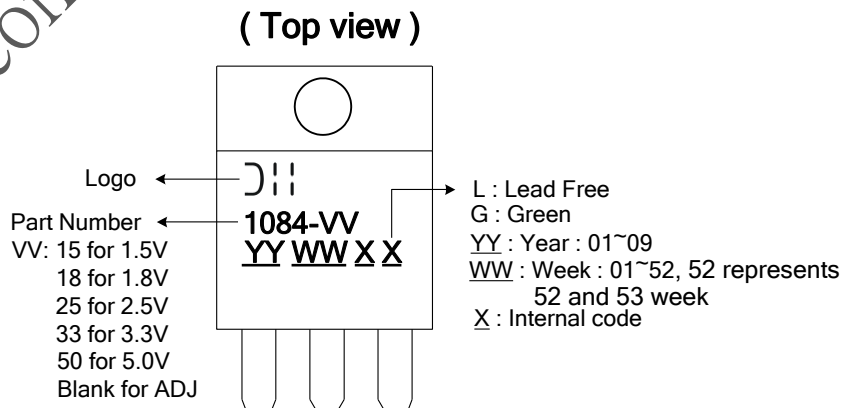 ( Top view )
Logo
Part Number
VV: 15 for 1.5V
18 for 1.8V
25 for 2.5V
33 for 3.3V
50 for 5.0V
Blank for ADJ
1084-VV
YY WW X X
L : Lead Free
G : Green
YY : Year : 01~09
WW : Week : 01~52, 52 represents
52 and 53 week
X : Internal code